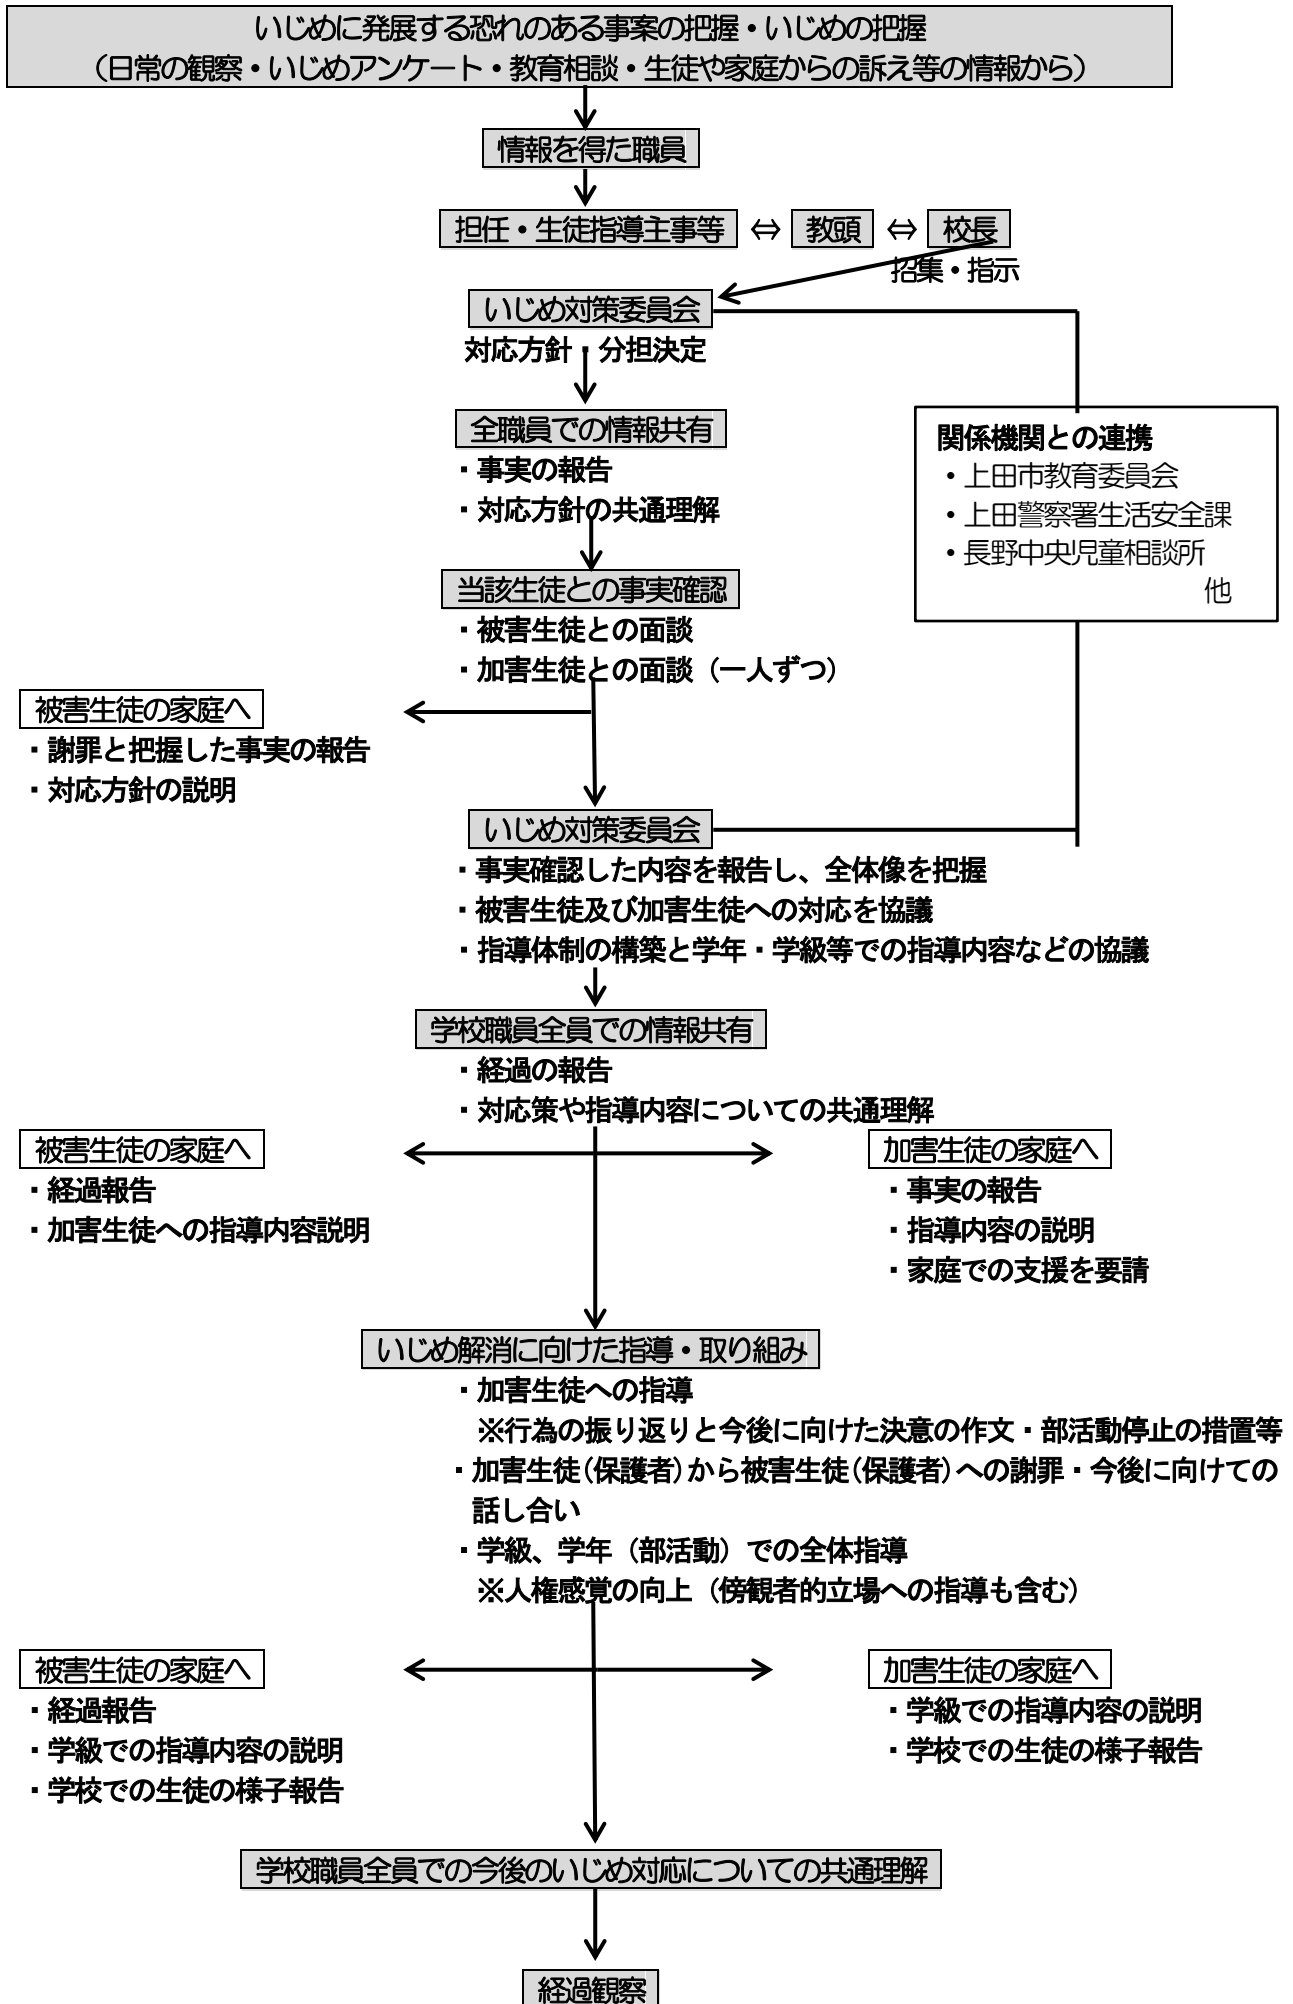 いじめに発展する恐れのある事案の把握・いじめの把握
（日常の観察・いじめアンケート・教育相談・生徒や家庭からの訴え等の情報から）
情報を得た職員
担任・生徒指導主事等 ⇔ 教頭 ⇔ 校長
招集・指示
いじめ対策委員会
対応方針・分担決定
全職員での情報共有
・事実の報告
・対応方針の共通理解
関係機関との連携
・上田市教育委員会
・上田警察署生活安全課
・長野中央児童相談所
他
当該生徒との事実確認
・被害生徒との面談
・加害生徒との面談（一人ずつ）
被害生徒の家庭へ
・謝罪と把握した事実の報告
・対応方針の説明
いじめ対策委員会
・事実確認した内容を報告し、全体像を把握
・被害生徒及び加害生徒への対応を協議
・指導体制の構築と学年・学級等での指導内容などの協議
学校職員全員での情報共有
・経過の報告
・対応策や指導内容についての共通理解
被害生徒の家庭へ
・経過報告
・加害生徒への指導内容説明
加害生徒の家庭へ
・事実の報告
・指導内容の説明
・家庭での支援を要請
いじめ解消に向けた指導・取り組み
・加害生徒への指導
※行為の振り返りと今後に向けた決意の作文・部活動停止の措置等
・加害生徒(保護者)から被害生徒(保護者)への謝罪・今後に向けての
話し合い
・学級、学年（部活動）での全体指導
※人権感覚の向上（傍観者的立場への指導も含む）
被害生徒の家庭へ
・経過報告
・学級での指導内容の説明
・学校での生徒の様子報告
加害生徒の家庭へ
・学級での指導内容の説明
・学校での生徒の様子報告
学校職員全員での今後のいじめ対応についての共通理解
経過観察